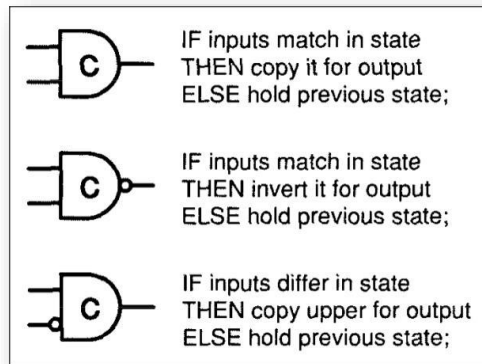 C
IF inputs match in state
THEN copy it for output
ELSE hold previous state;
C
IF inputs match in state
THEN invert it for output
ELSE hold previous state;
C
IF inputs differ in state
THEN copy upper for output
ELSE hold previous state;